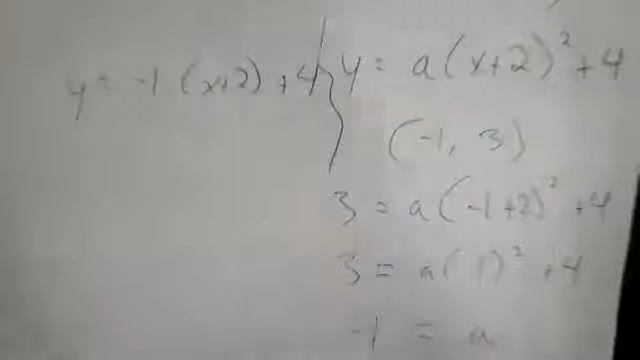 y = -1 (x+2) + 4
y = a(x+2)² + 4
(-1, 3)
3 = a(-1+2)² + 4
3 = a(1)² + 4
-1 = a